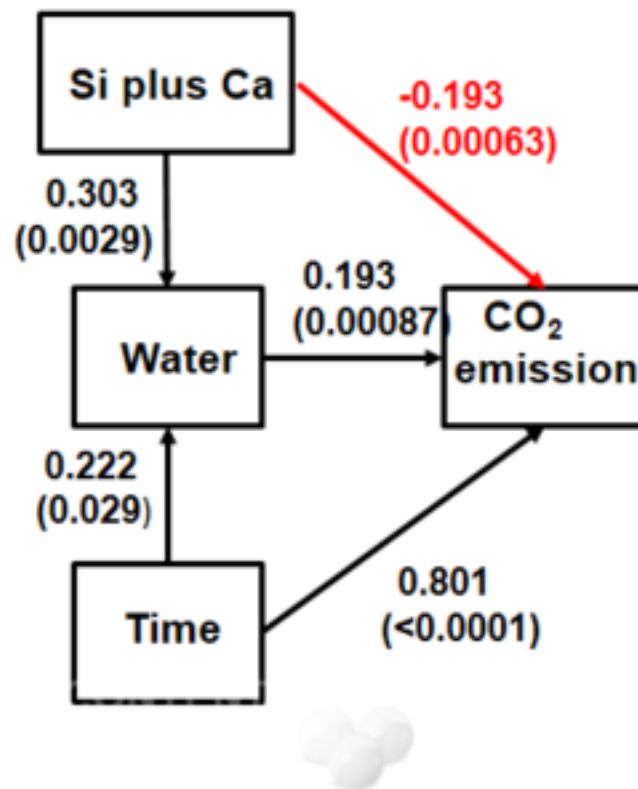 Si plus Ca
-0.193
(0.00063)
0.303
(0.0029)
0.193
(0.00087)
Water
CO₂
emission
0.222
(0.029)
0.801
(<0.0001)
Time